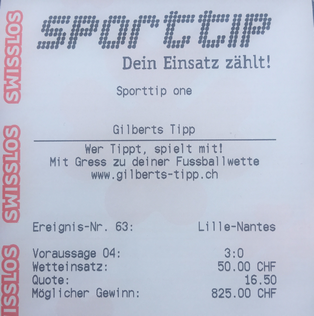 SPORTTIP
Dein Einsatz zählt!
Sporttip one
Gilberts Tipp
Wer Tippt, spielt mit!
Mit Gress zu deiner Fussballwette
www.gilberts-tipp.ch
Ereignis-Nr. 63: Lille-Nantes
Voraussage 04: 3:0
Wetteinsatz: 50.00 CHF
Quote: 16.50
Möglicher Gewinn: 825.00 CHF
SWISSLOS
SWISSLOS
ISSLOS